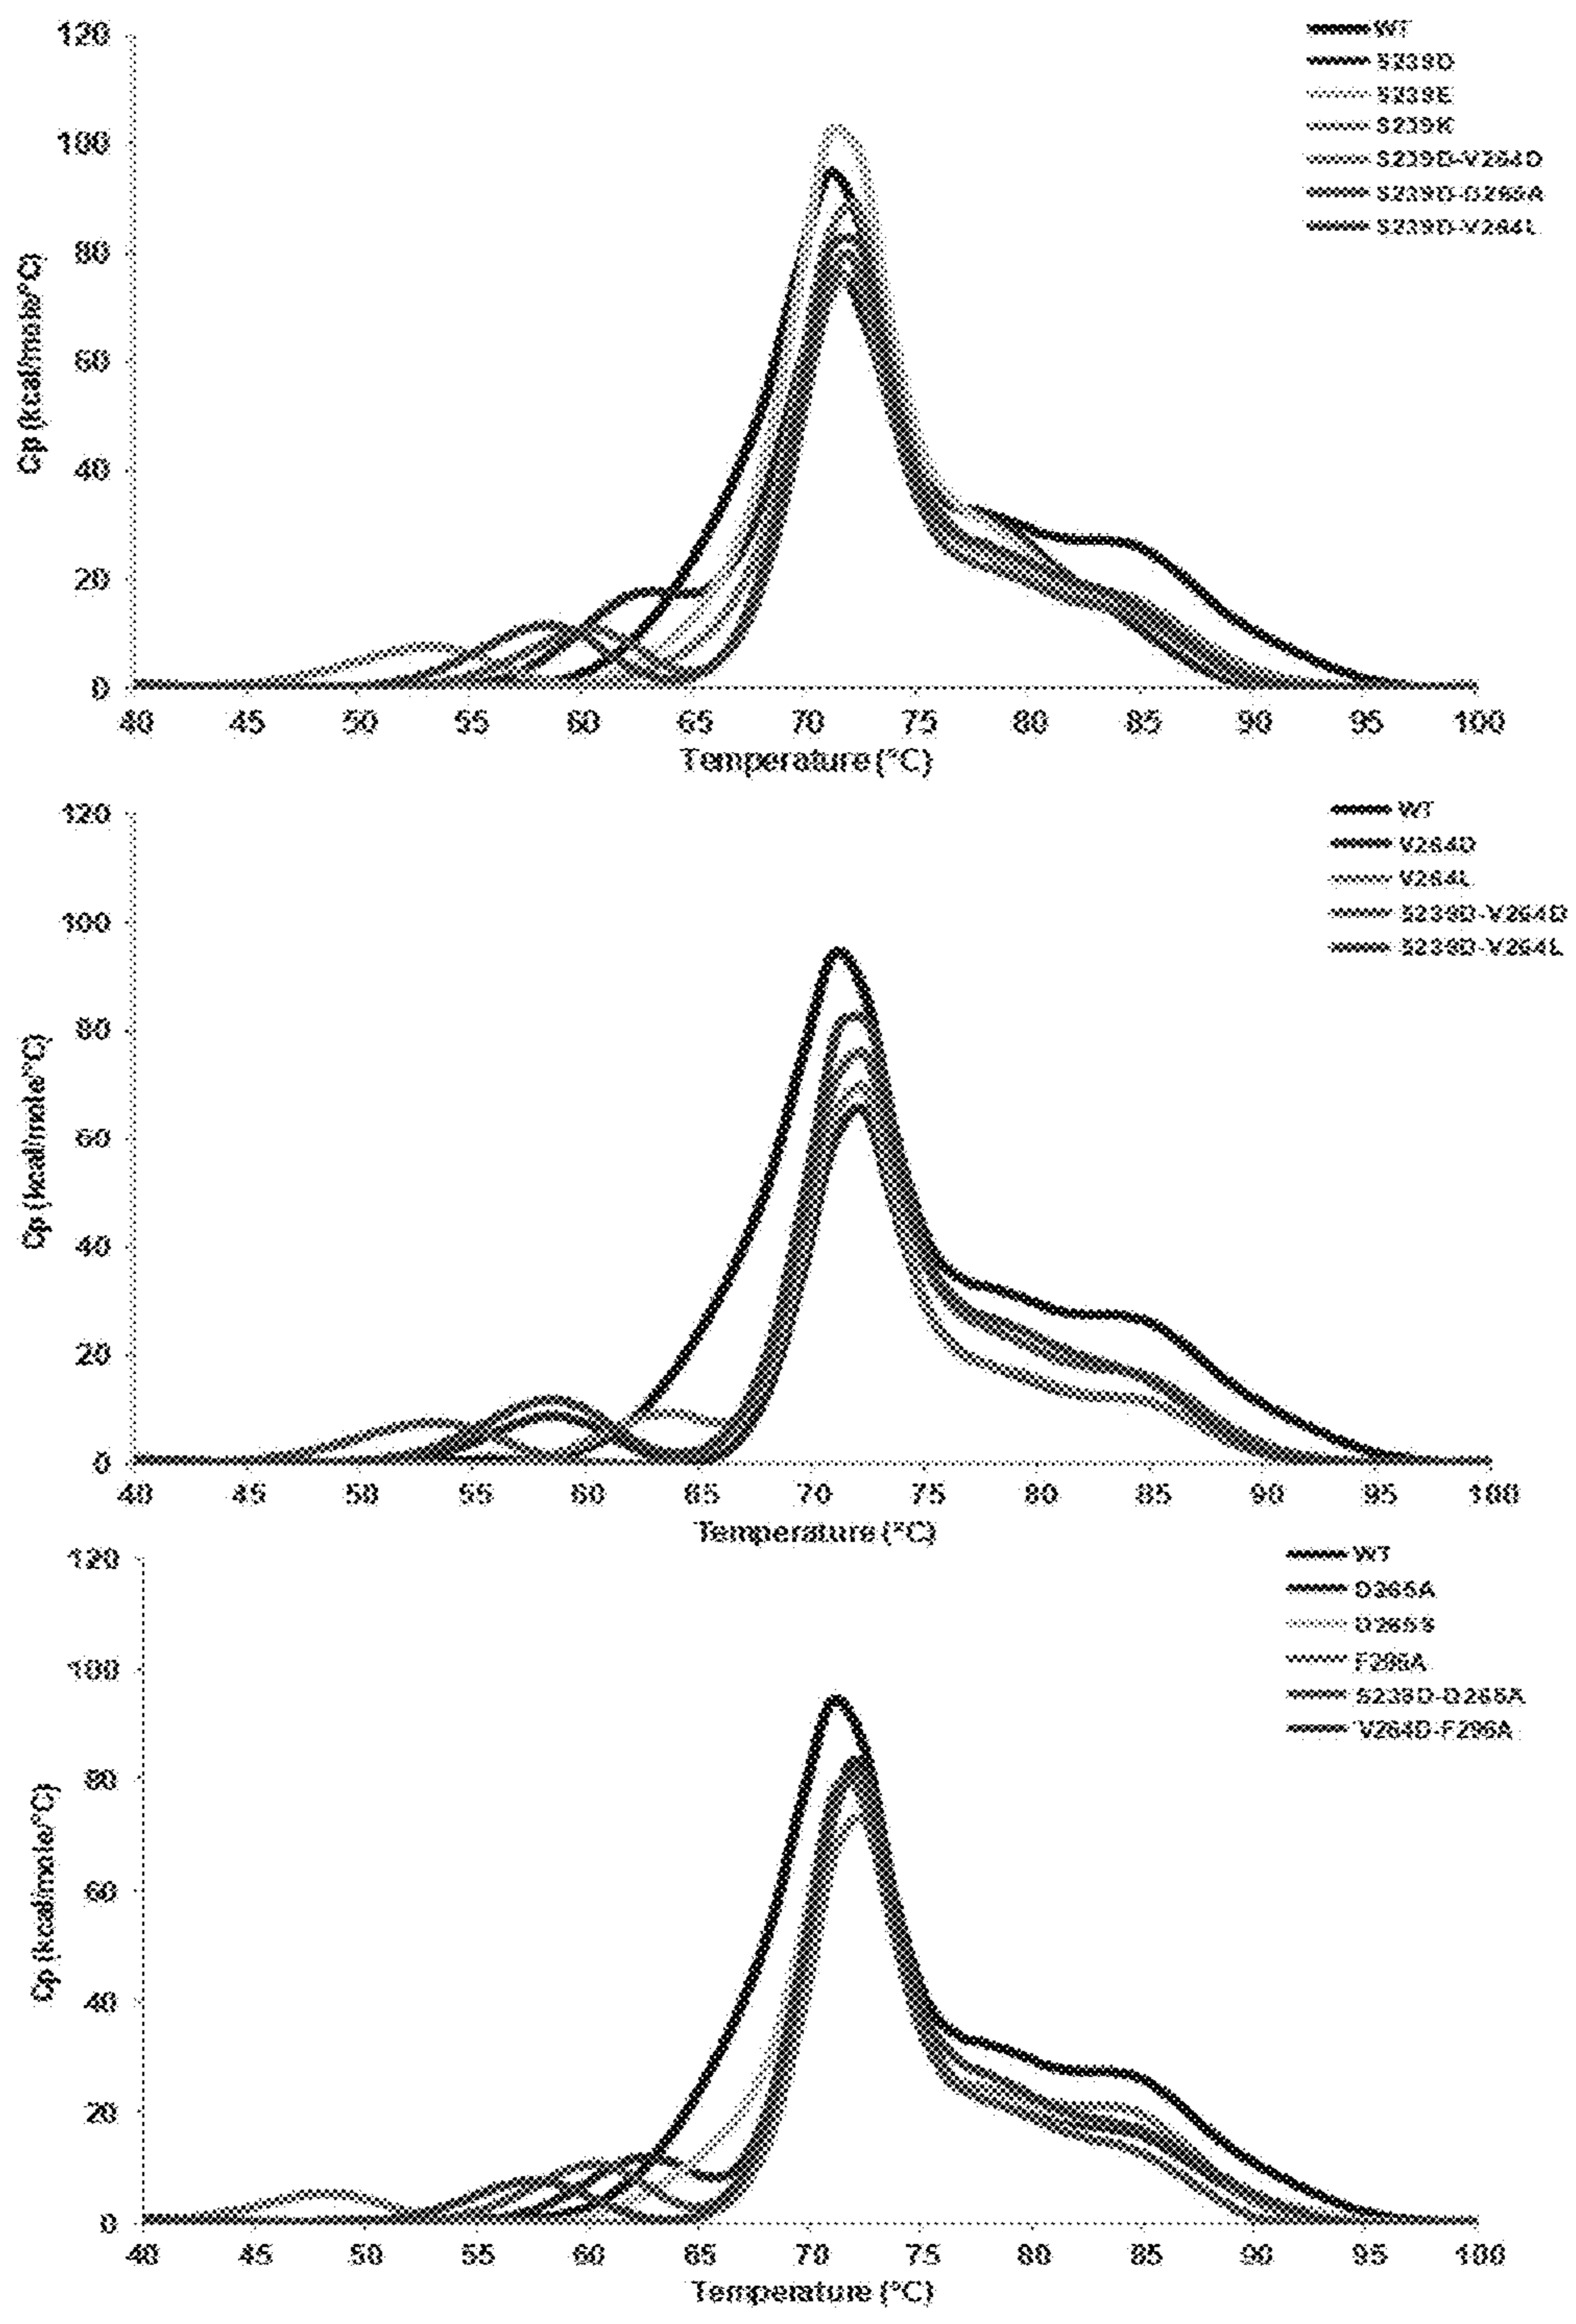 120
100
80
60
40
20
0
40 45 50 55 60 65 70 75 80 85 90 95 100
Cp (kcal/mole/°C)
Temperature (°C)
WT
S239D
S239E
S239K
S239D-V264D
S239D-D265A
S239D-V264L
120
100
80
60
40
20
0
40 45 50 55 60 65 70 75 80 85 90 95 100
Cp (kcal/mole/°C)
Temperature (°C)
WT
V264D
V264L
S239D-V264D
S239D-V264L
120
100
80
60
40
20
0
40 45 50 55 60 65 70 75 80 85 90 95 100
Cp (kcal/mole/°C)
Temperature (°C)
WT
D265A
D265S
F296A
S239D-D265A
V264D-F296A